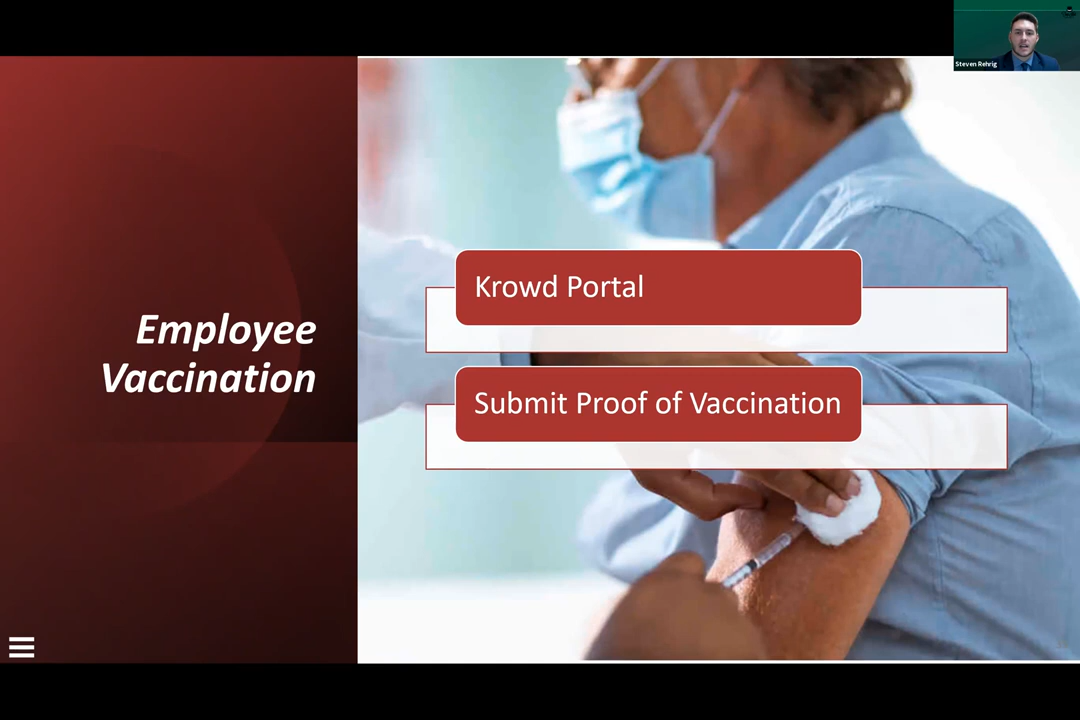 Steven Rehrig
Employee
Vaccination
Krowd Portal
Submit Proof of Vaccination